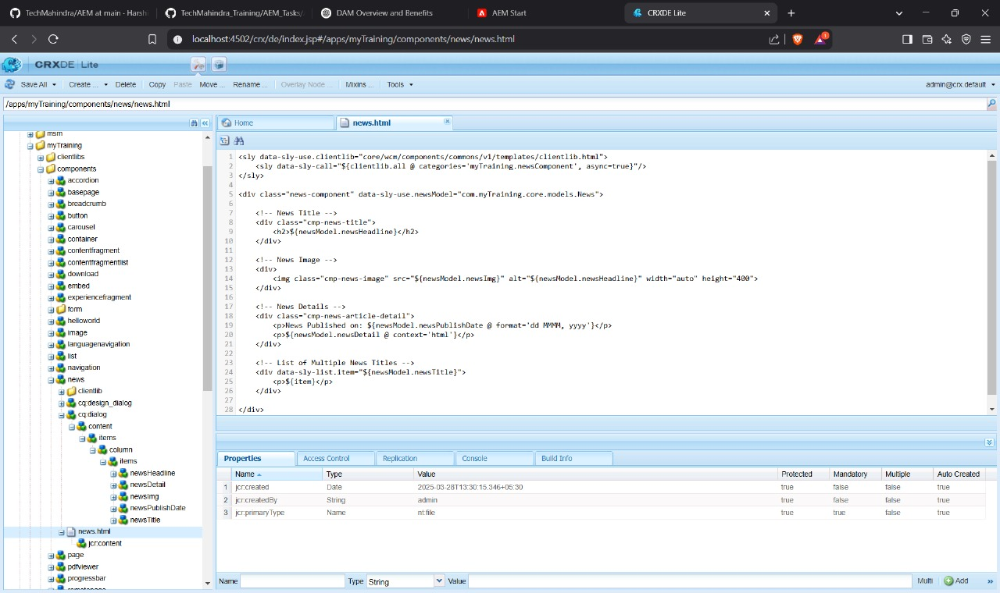 TechMahindra/AEM at main · Harshi
TechMahindra_Training/AEM_Tasks/
DAM Overview and Benefits
AEM Start
CRXDE Lite
localhost:4502/crx/de/index.jsp#/apps/myTraining/components/news/news.html
1
CRXDE | Lite
Save All
Create ...
Delete
Copy
Paste
Move ...
Rename ...
Overlay Node ...
Mixins ...
Tools
admin@crx.default
/apps/myTraining/components/news/news.html
msm
myTraining
clientlibs
components
accordion
basepage
breadcrumb
button
carousel
container
contentfragment
contentfragmentlist
download
embed
experiencefragment
form
helloworld
image
languagenavigation
list
navigation
news
clientlib
cq:design_dialog
cq:dialog
content
items
column
items
newsHeadline
newsDetail
newsImg
newsPublishDate
newsTitle
news.html
jcr:content
page
pdfviewer
progressbar
Home
news.html
1 <sly data-sly-use.clientlib="core/wcm/components/commons/v1/templates/clientlib.html">
2 <sly data-sly-call="${clientlib.all @ categories='myTraining.newsComponent', async=true}"/>
3 </sly>
4
5 <div class="news-component" data-sly-use.newsModel="com.myTraining.core.models.News">
6
7 <!-- News Title -->
8 <div class="cmp-news-title">
9 <h2>${newsModel.newsHeadline}</h2>
10 </div>
11
12 <!-- News Image -->
13 <div>
14 <img class="cmp-news-image" src="${newsModel.newsImg}" alt="${newsModel.newsHeadline}" width="auto" height="400">
15 </div>
16
17 <!-- News Details -->
18 <div class="cmp-news-article-detail">
19 <p>News Published on: ${newsModel.newsPublishDate @ format='dd MMMM, yyyy'}</p>
20 <p>${newsModel.newsDetail @ context='html'}</p>
21 </div>
22
23 <!-- List of Multiple News Titles -->
24 <div data-sly-list.item="${newsModel.newsTitle}">
25 <p>${item}</p>
26 </div>
27
28 </div>
Properties
Access Control
Replication
Console
Build Info
Name Type Value Protected Mandatory Multiple Auto Created
1 jcr:created Date 2025-03-28T13:30:15.346+05:30 true false false true
2 jcr:createdBy String admin true false false true
3 jcr:primaryType Name nt:file true true false true
Name Type String Value Multi Add